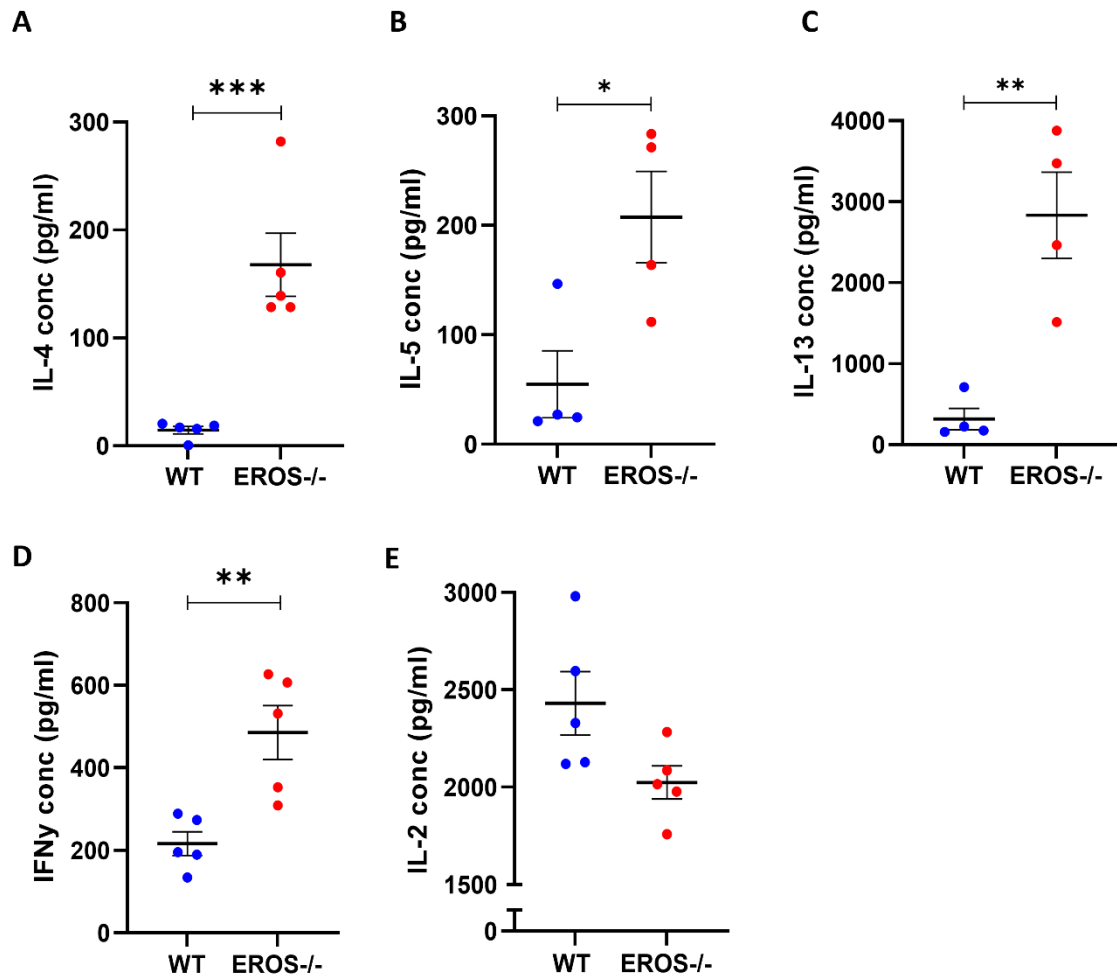 A
***
IL-4 conc (pg/ml)
300
200
100
0
WT EROS-/-
B
*
IL-5 conc (pg/ml)
300
200
100
0
WT EROS-/-
C
**
IL-13 conc (pg/ml)
4000
3000
2000
1000
0
WT EROS-/-
D
**
IFNy conc (pg/ml)
800
600
400
200
0
WT EROS-/-
E
IL-2 conc (pg/ml)
3000
2500
2000
1500
0
WT EROS-/-